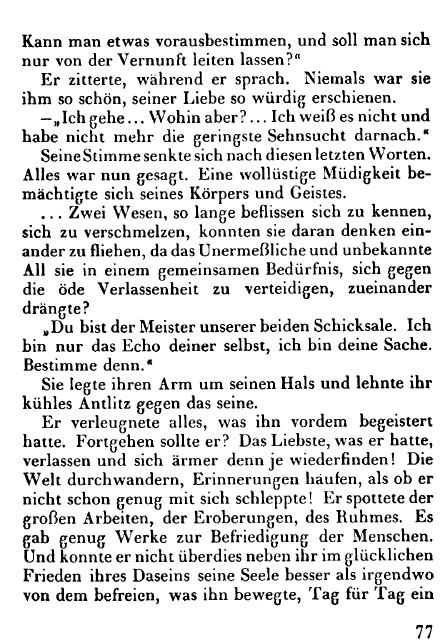 Kann man etwas vorausbestimmen, und soll man sich
nur von der Vernunft leiten lassen?“
Er zitterte, während er sprach. Niemals war sie
ihm so schön, seiner Liebe so würdig erschienen.
—„Ich gehe... Wohin aber?... Ich weiß es nicht und
habe nicht mehr die geringste Sehnsucht darnach.“
Seine Stimme senkte sich nach diesen letzten Worten.
Alles war nun gesagt. Eine wollüstige Müdigkeit be-
mächtigte sich seines Körpers und Geistes.
... Zwei Wesen, so lange beflissen sich zu kennen,
sich zu verschmelzen, konnten sie daran denken ein-
ander zu fliehen, da das Unermeßliche und unbekannte
All sie in einem gemeinsamen Bedürfnis, sich gegen
die öde Verlassenheit zu verteidigen, zueinander
drängte?
„Du bist der Meister unserer beiden Schicksale. Ich
bin nur das Echo deiner selbst, ich bin deine Sache.
Bestimme denn.“
Sie legte ihren Arm um seinen Hals und lehnte ihr
kühles Antlitz gegen das seine.
Er verleugnete alles, was ihn vordem begeistert
hatte. Fortgehen sollte er? Das Liebste, was er hatte,
verlassen und sich ärmer denn je wiederfinden! Die
Welt durchwandern, Erinnerungen häufen, als ob er
nicht schon genug mit sich schleppte! Er spottete der
großen Arbeiten, der Eroberungen, des Ruhmes. Es
gab genug Werke zur Befriedigung der Menschen.
Und konnte er nicht überdies neben ihr im glücklichen
Frieden ihres Daseins seine Seele besser als irgendwo
von dem befreien, was ihn bewegte, Tag für Tag ein
77